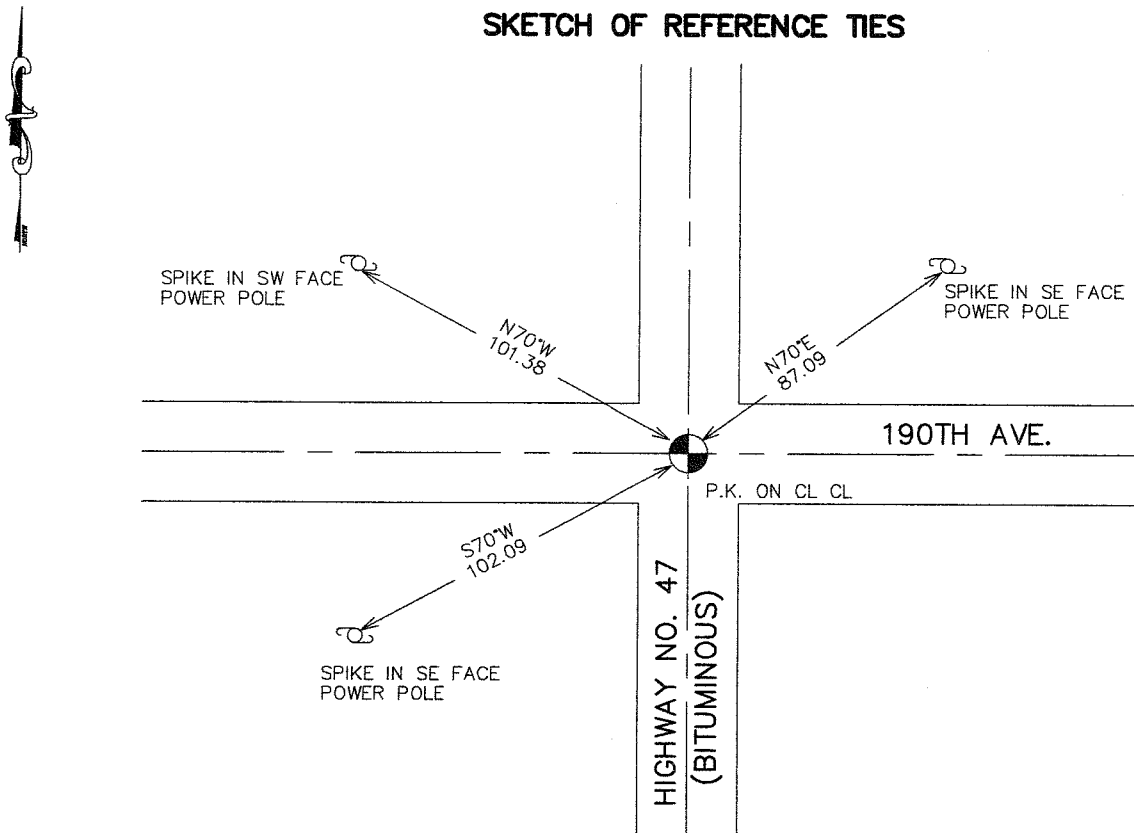 SKETCH OF REFERENCE TIES
NORTH
SPIKE IN SW FACE
POWER POLE
N70°W
101.38
N70°E
87.09
SPIKE IN SE FACE
POWER POLE
190TH AVE.
P.K. ON CL CL
S70°W
102.09
SPIKE IN SE FACE
POWER POLE
HIGHWAY NO. 47
(BITUMINOUS)